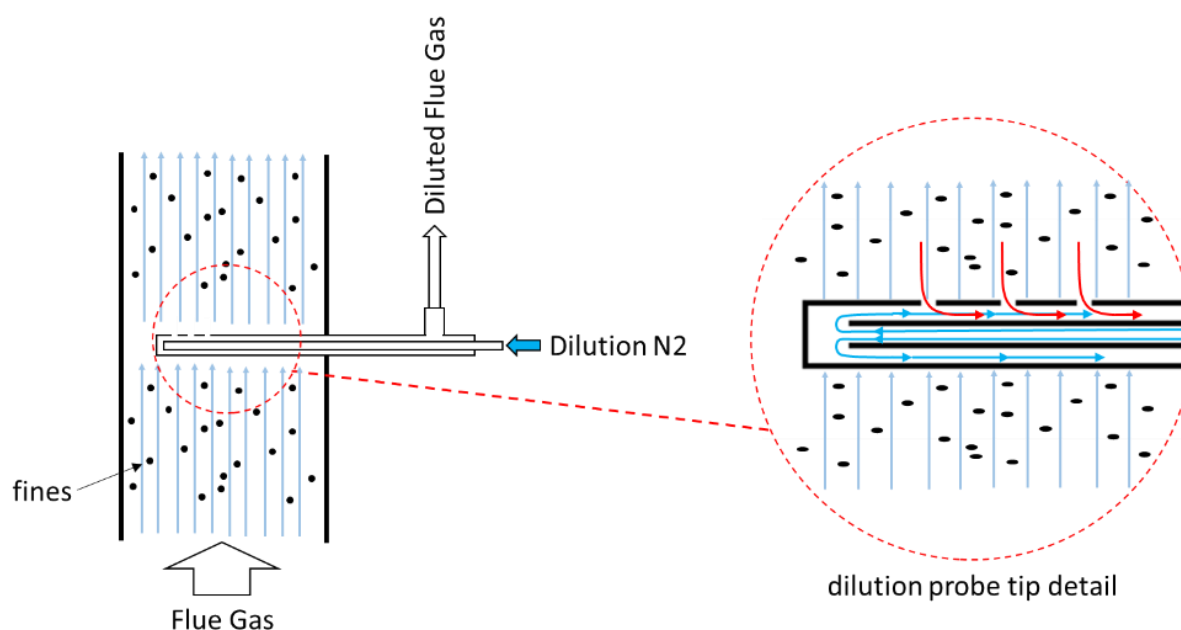 Diluted Flue Gas
Dilution N2
fines
dilution probe tip detail
Flue Gas